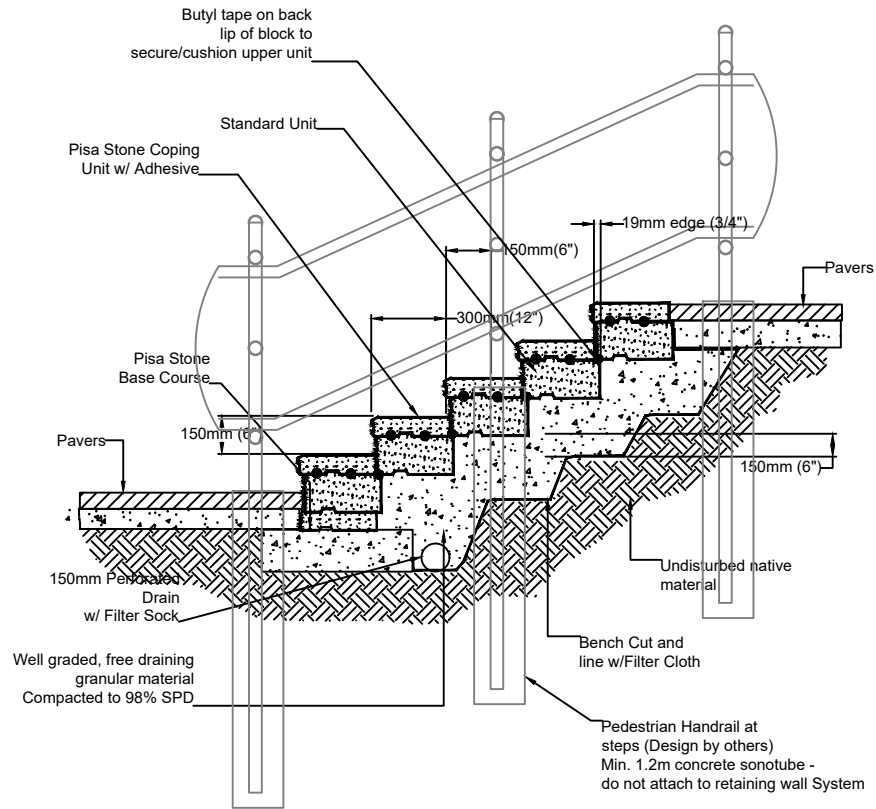 Butyl tape on back
lip of block to
secure/cushion upper unit
Standard Unit
Pisa Stone Coping
Unit w/ Adhesive
19mm edge (3/4")
150mm(6")
Pavers
300mm(12")
Pisa Stone
Base Course
150mm (6"
Pavers
150mm (6")
150mm Perforated
Drain
w/ Filter Sock
Undisturbed native
material
Bench Cut and
line w/Filter Cloth
Well graded, free draining
granular material
Compacted to 98% SPD
Pedestrian Handrail at
steps (Design by others)
Min. 1.2m concrete sonotube -
do not attach to retaining wall System